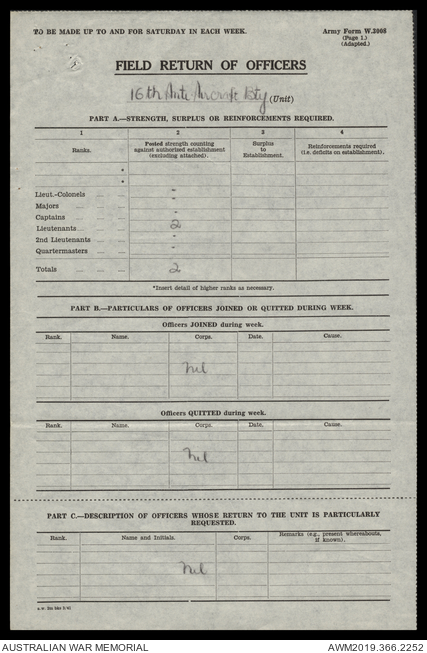 TO BE MADE UP TO AND FOR SATURDAY IN EACH WEEK.
Army Form W.3008
(Page 1.)
(Adapted.)
FIELD RETURN OF OFFICERS
16th Anti Aircraft Bty (Unit)
PART A.—STRENGTH, SURPLUS OR REINFORCEMENTS REQUIRED.
1 2 3 4
Ranks. Posted strength counting against authorized establishment (excluding attached). Surplus to Establishment. Reinforcements required (i.e. deficits on establishment).
*
*
Lieut.-Colonels -
Majors -
Captains -
Lieutenants 2
2nd Lieutenants -
Quartermasters -
Totals 2
*Insert detail of higher ranks as necessary.
PART B.—PARTICULARS OF OFFICERS JOINED OR QUITTED DURING WEEK.
Officers JOINED during week.
Rank. Name. Corps. Date. Cause.
nil
Officers QUITTED during week.
Rank. Name. Corps. Date. Cause.
nil
PART C.—DESCRIPTION OF OFFICERS WHOSE RETURN TO THE UNIT IS PARTICULARLY
REQUESTED.
Rank. Name and Initials. Corps. Remarks (e.g., present whereabouts, if known).
nil
AUSTRALIAN WAR MEMORIAL AWM2019.366.2252